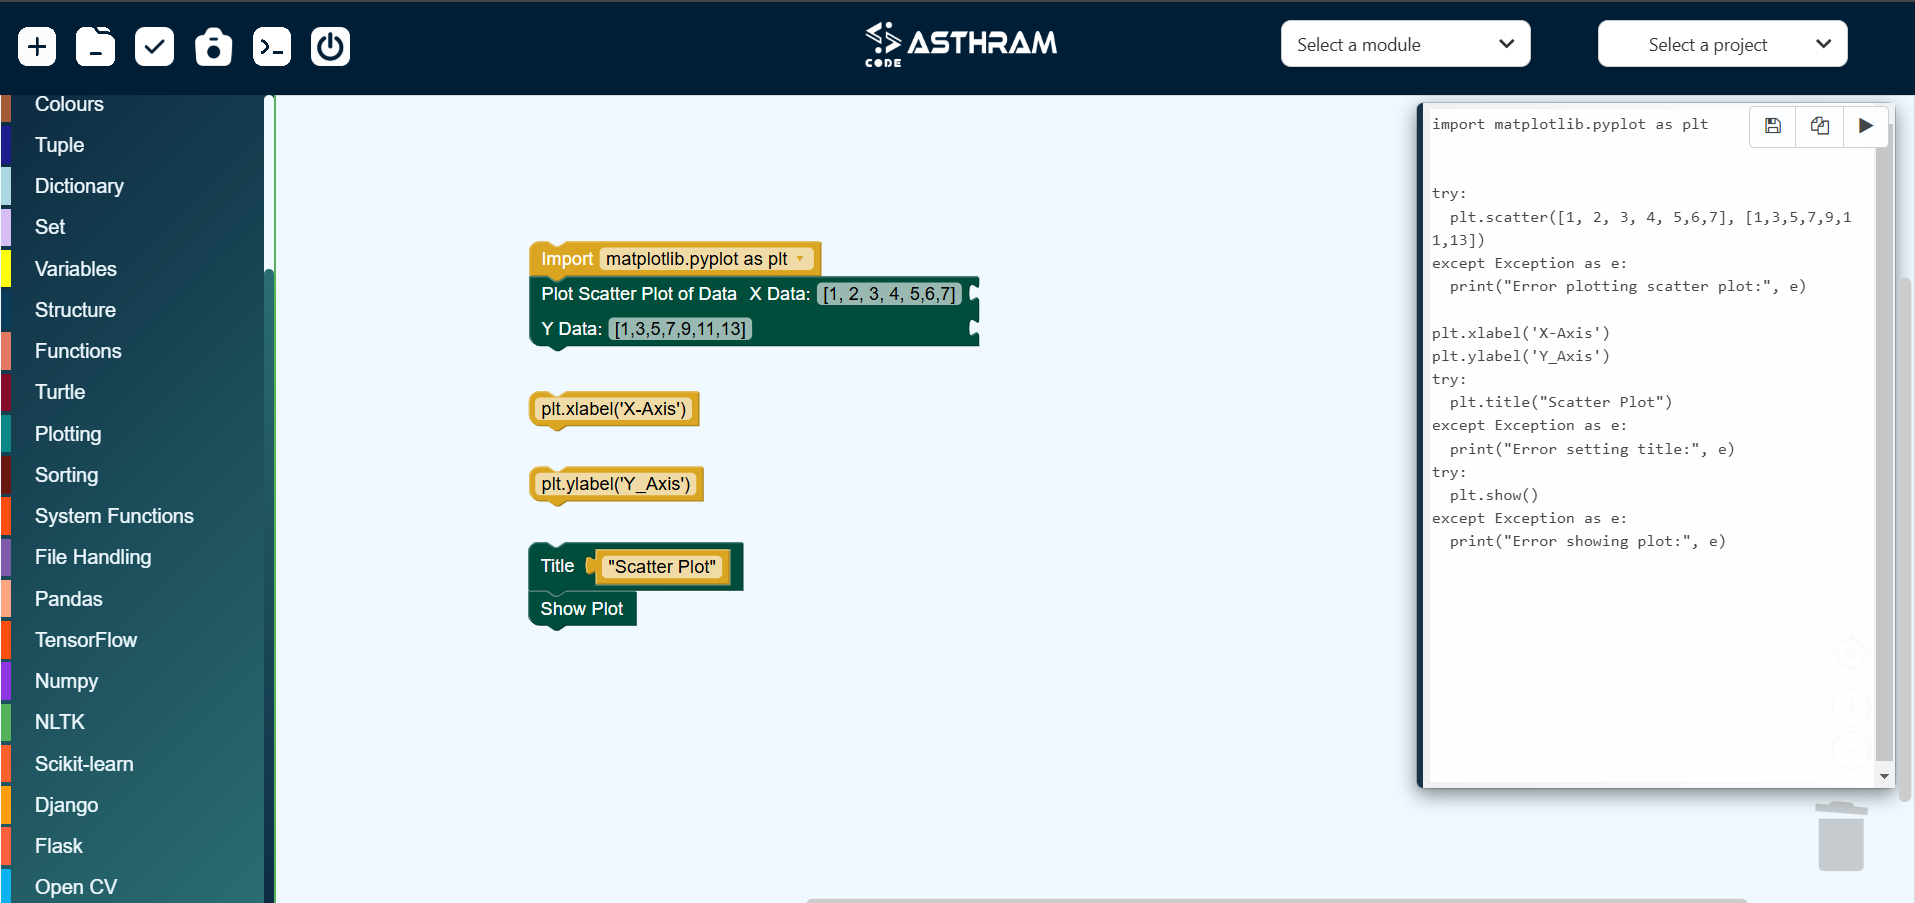 CODE
ASTHRAM
Select a module
Select a project
Colours
Tuple
Dictionary
Set
Variables
Structure
Functions
Turtle
Plotting
Sorting
System Functions
File Handling
Pandas
TensorFlow
Numpy
NLTK
Scikit-learn
Django
Flask
Open CV
Import matplotlib.pyplot as plt
Plot Scatter Plot of Data X Data: [1, 2, 3, 4, 5,6,7]
Y Data: [1,3,5,7,9,11,13]
plt.xlabel('X-Axis')
plt.ylabel('Y_Axis')
Title "Scatter Plot"
Show Plot
import matplotlib.pyplot as plt
try:
  plt.scatter([1, 2, 3, 4, 5,6,7], [1,3,5,7,9,1
1,13])
except Exception as e:
  print("Error plotting scatter plot:", e)
plt.xlabel('X-Axis')
plt.ylabel('Y_Axis')
try:
  plt.title("Scatter Plot")
except Exception as e:
  print("Error setting title:", e)
try:
  plt.show()
except Exception as e:
  print("Error showing plot:", e)